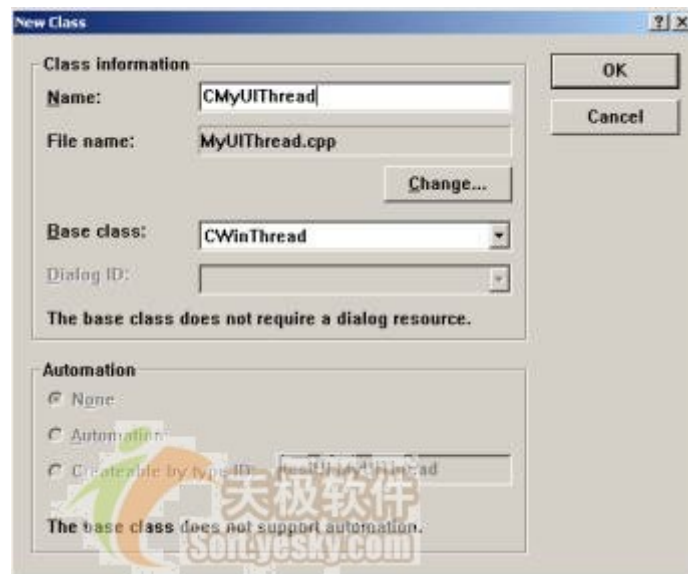 New Class
Class information
Name:
CMyUIThread
OK
Cancel
File name:
MyUIThread.cpp
Change...
Base class:
CWinThread
Dialog ID:
The base class does not require a dialog resource.
Automation
None
Automation
Createable by type ID:
天极软件
The base class does not support automation.
Soft.yesky.com